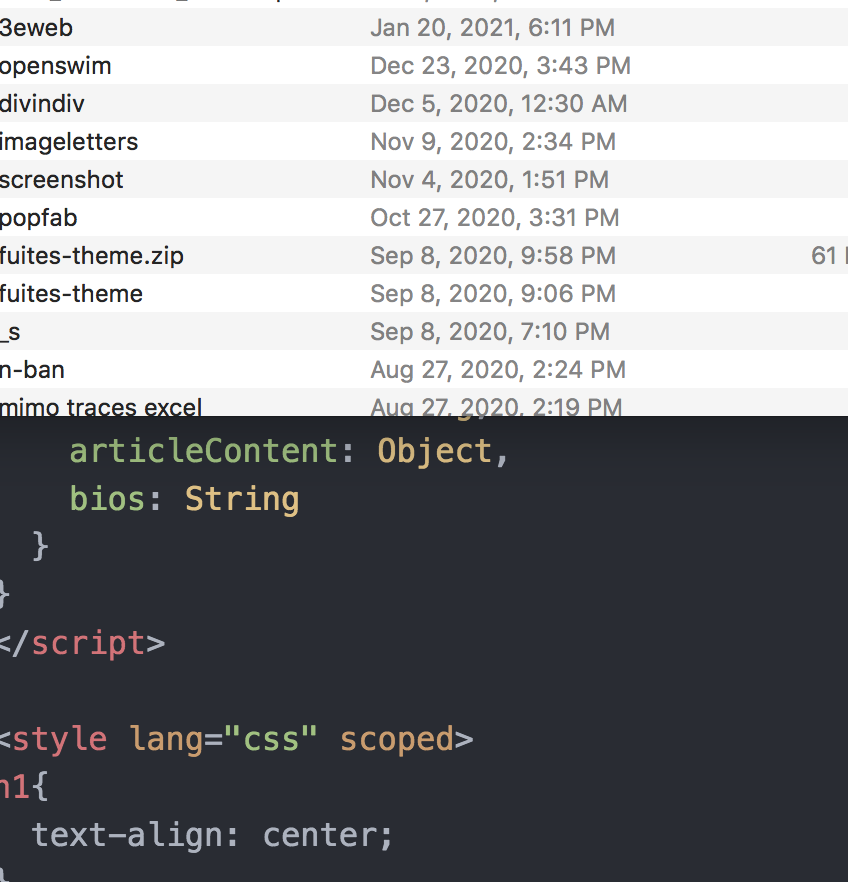 3eweb Jan 20, 2021, 6:11 PM
openswim Dec 23, 2020, 3:43 PM
divindiv Dec 5, 2020, 12:30 AM
imageletters Nov 9, 2020, 2:34 PM
screenshot Nov 4, 2020, 1:51 PM
popfab Oct 27, 2020, 3:31 PM
fuites-theme.zip Sep 8, 2020, 9:58 PM 61
fuites-theme Sep 8, 2020, 9:06 PM
_s Sep 8, 2020, 7:10 PM
n-ban Aug 27, 2020, 2:24 PM
mimo traces excel Aug 27, 2020, 2:19 PM
articleContent: Object,
bios: String
}
}
</script>
<style lang="css" scoped>
h1{
text-align: center;
}